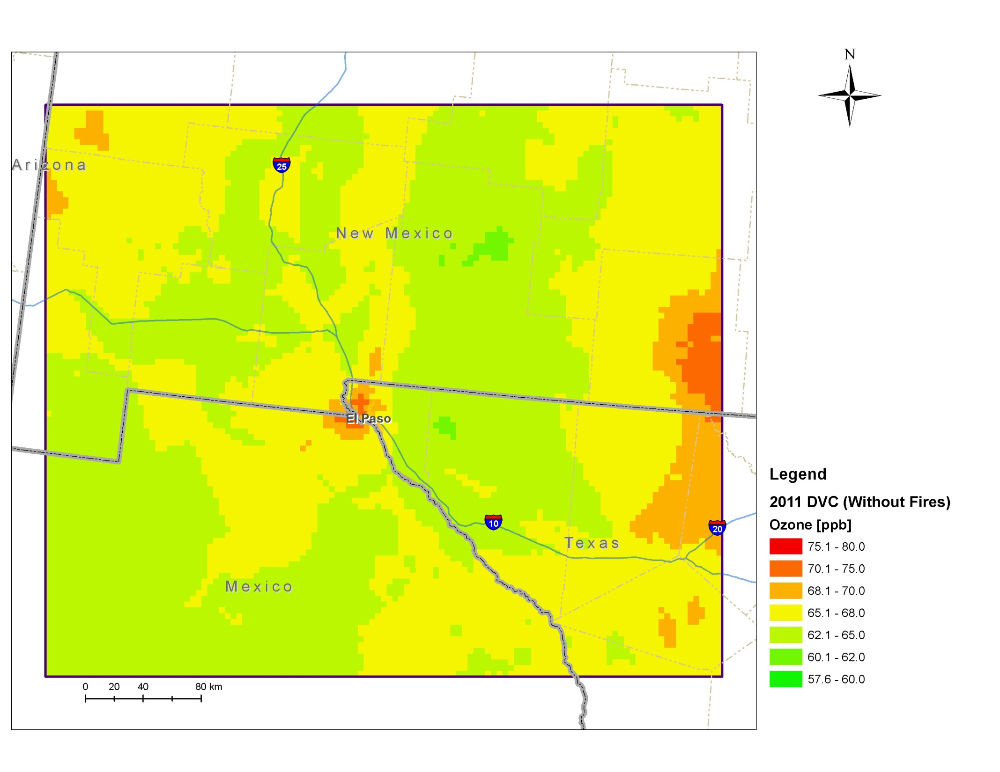 N
Arizona
25
New Mexico
El Paso
10
20
Texas
Mexico
0 20 40 80 km
Legend
2011 DVC (Without Fires)
Ozone [ppb]
75.1 - 80.0
70.1 - 75.0
68.1 - 70.0
65.1 - 68.0
62.1 - 65.0
60.1 - 62.0
57.6 - 60.0